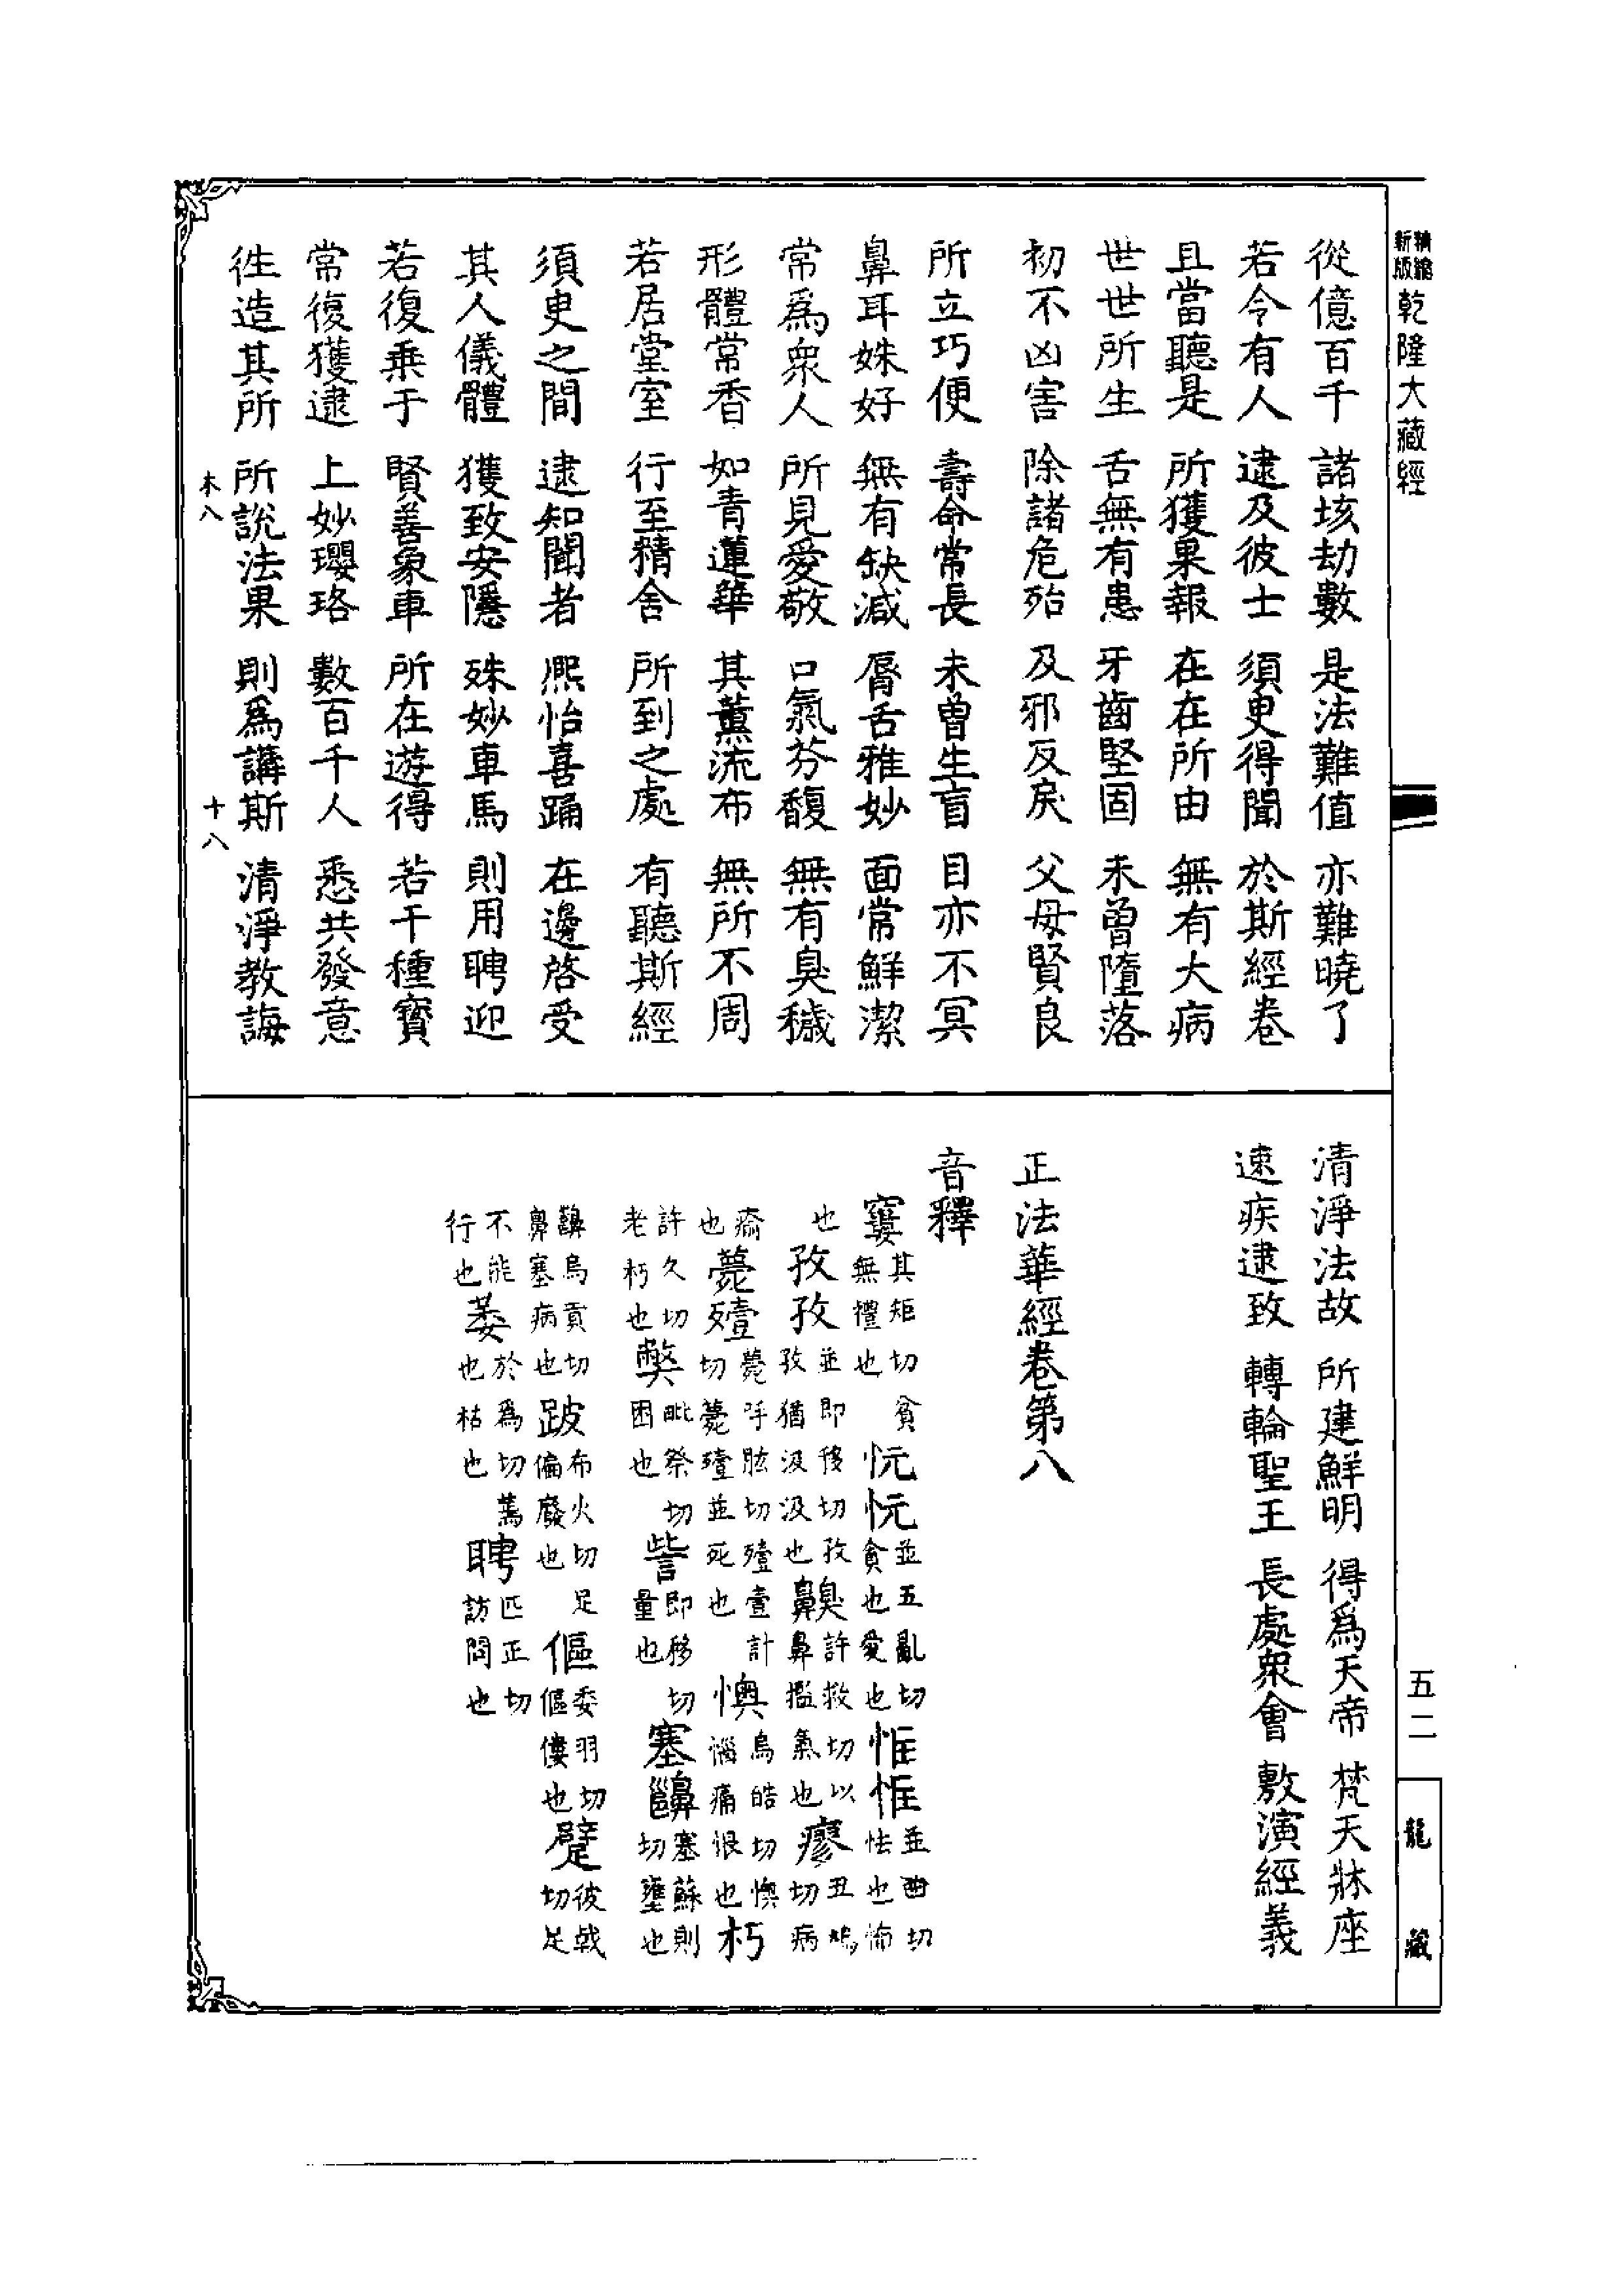 精縮新版乾隆大藏經
從億百千 諸垓劫數 是法難值 亦難曉了
若令有人 逮及彼士 須臾得聞 於斯經卷
且當聽是 所獲果報 在在所由 無有大病
世世所生 舌無有患 牙齒堅固 未曾墮落
初不凶害 除諸危殆 及邪反戾 父母賢良
所立巧便 壽命常長 未曾生盲 目亦不冥
鼻耳姝好 無有缺減 脣舌雅妙 面常鮮潔
常爲衆人 所見愛敬 口氣芬馥 無有臭穢
形體常香 如青蓮華 其薰流布 無所不周
若居堂室 行至精舍 所到之處 有聽斯經
須臾之間 逮知聞者 熈怡喜踊 在邊啓受
其人儀體 獲致安隱 殊妙車馬 則用聘迎
若復乗于 賢善象車 所在遊得 若干種寶
常復獲逮 上妙瓔珞 數百千人 悉共發意
徃造其所 所說法果 則爲講斯 清淨教誨
木八 十八
清淨法故 所建鮮明 得爲天帝 梵天牀座
速疾逮致 轉輪聖王 長處衆會 敷演經義
正法華經卷第八
音釋
窶其矩切貧無禮也 忨忨並五亂切貪也愛也 恇恇並曲切怯也怖
也 孜孜並即移切孜孜猶汲汲也 齅許救切以鼻擥氣也 瘳丑鳩切病
瘉也 薨殪薨呼肱切殪壹計切薨殪並死也 懊烏皓切懊惱痛恨也 朽
許久切老朽也 獘毗祭切困也 訾即移切量也 塞齆塞蘇則切壅也
齆烏貢切鼻塞病也 跛布火切足偏廢也 傴委羽切傴僂也 躄彼戟切足
不能行也 萎於爲切蔫也枯也 聘匹正切訪問也
五二
龍藏